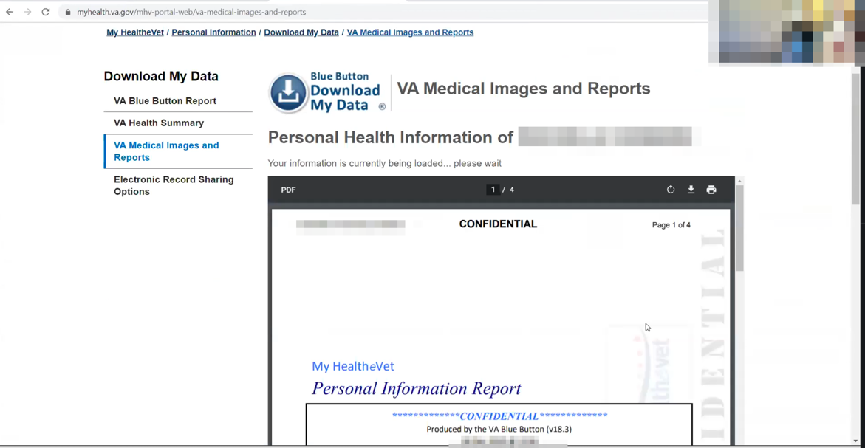 myhealth.va.gov/mhv-portal-web/va-medical-images-and-reports
My HealtheVet / Personal Information / Download My Data / VA Medical Images and Reports
Download My Data
VA Blue Button Report
VA Health Summary
VA Medical Images and
Reports
Electronic Record Sharing
Options
Blue Button
Download
My Data
VA Medical Images and Reports
Personal Health Information of
Your information is currently being loaded... please wait
PDF
1 / 4
CONFIDENTIAL
Page 1 of 4
My HealtheVet
Personal Information Report
*************CONFIDENTIAL*************
Produced by the VA Blue Button (v18.3)
IDENTIAL
thevet